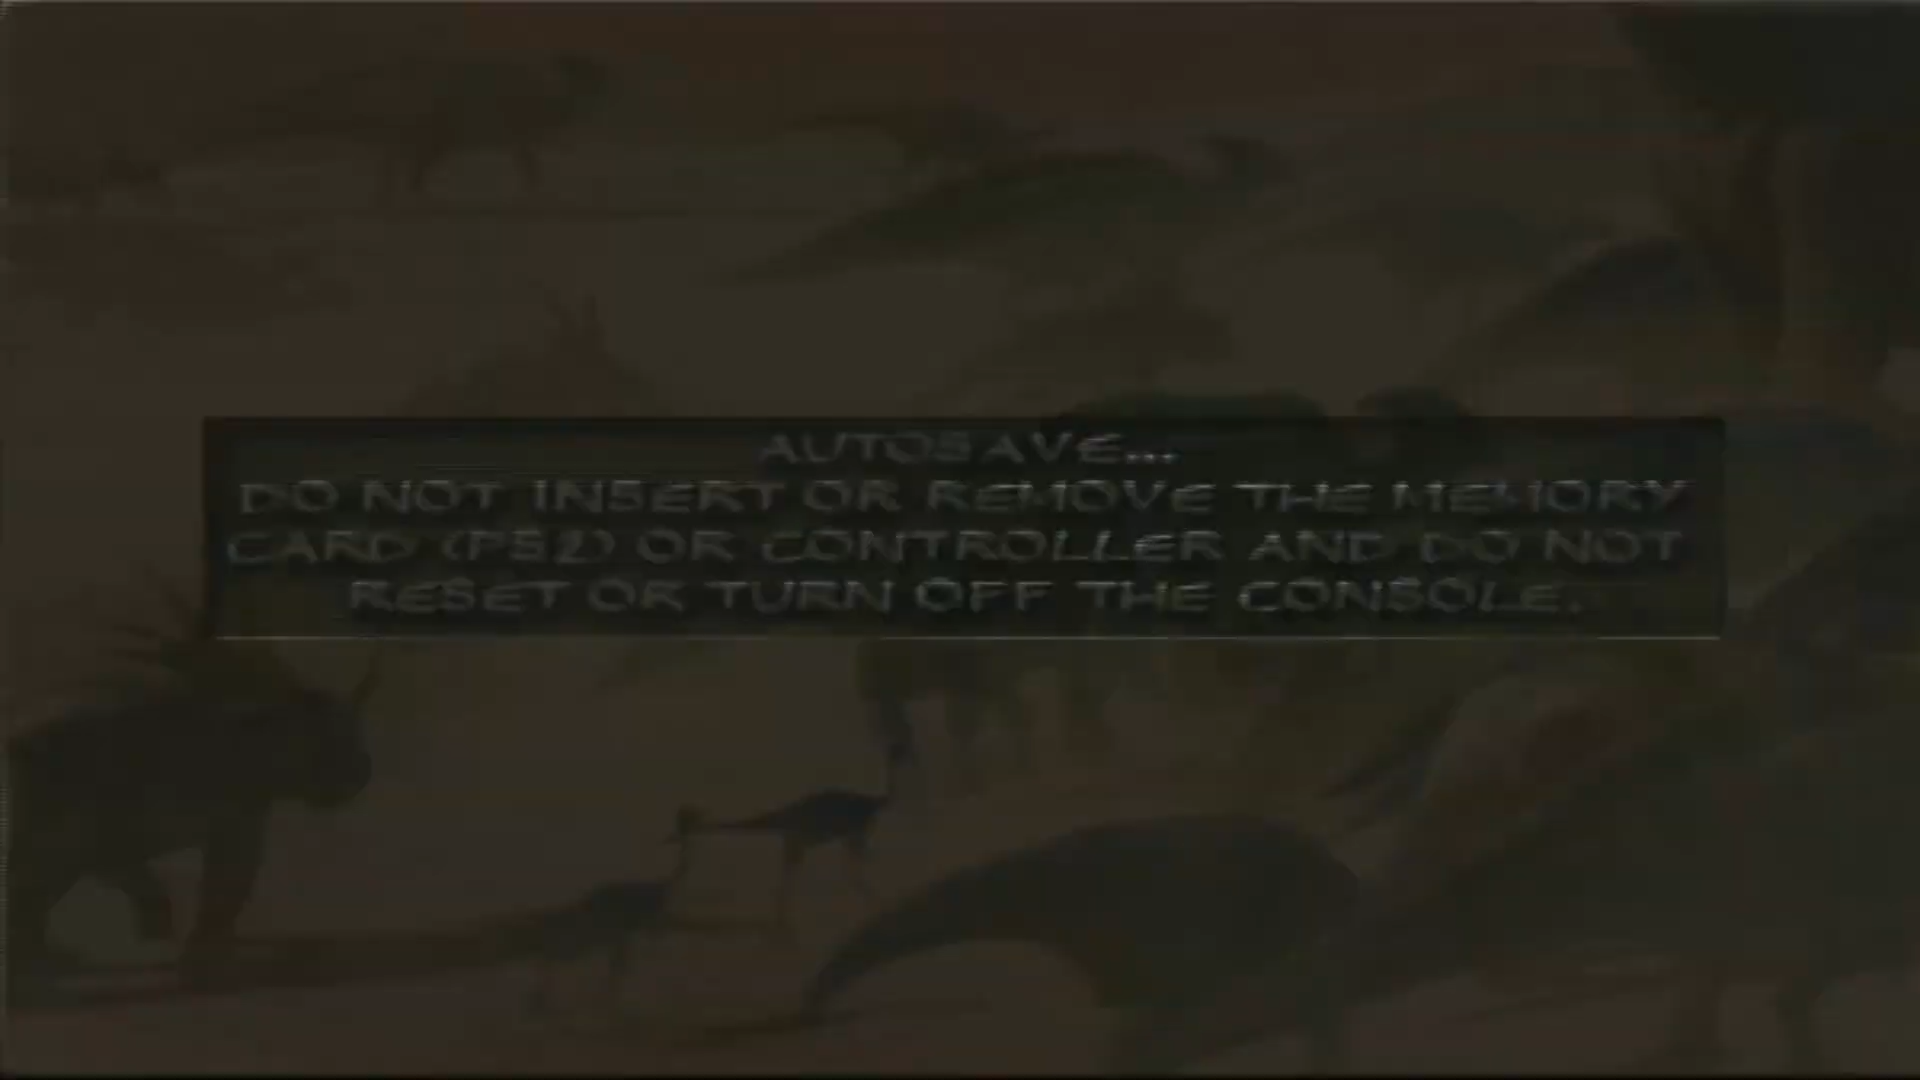 AUTOSAVE...
DO NOT INSERT OR REMOVE THE MEMORY
CARD (PS2) OR CONTROLLER AND DO NOT
RESET OR TURN OFF THE CONSOLE.